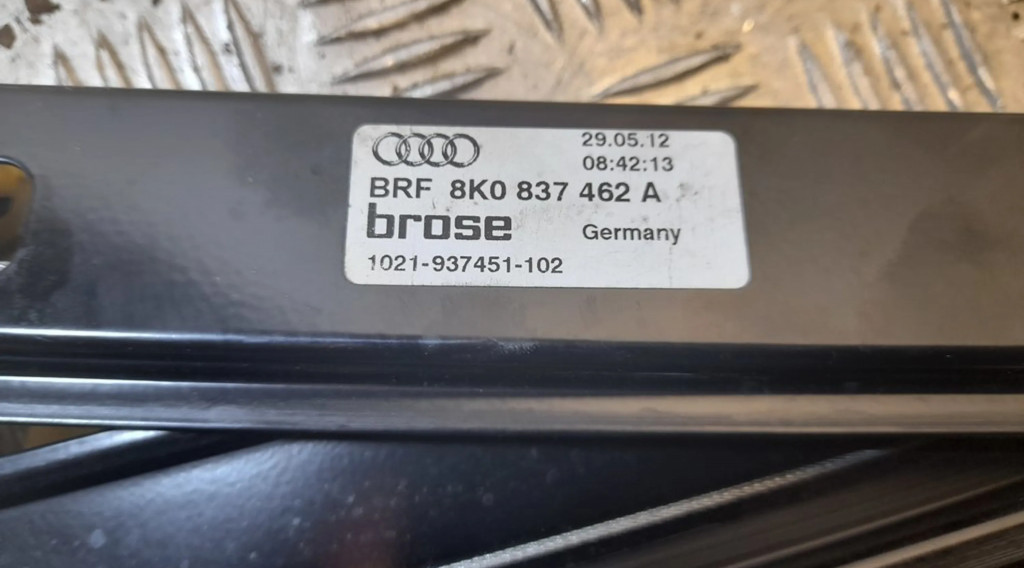 29.05.12
08:42:13
BRF 8K0 837 462 A
brose Germany
1021-937451-102